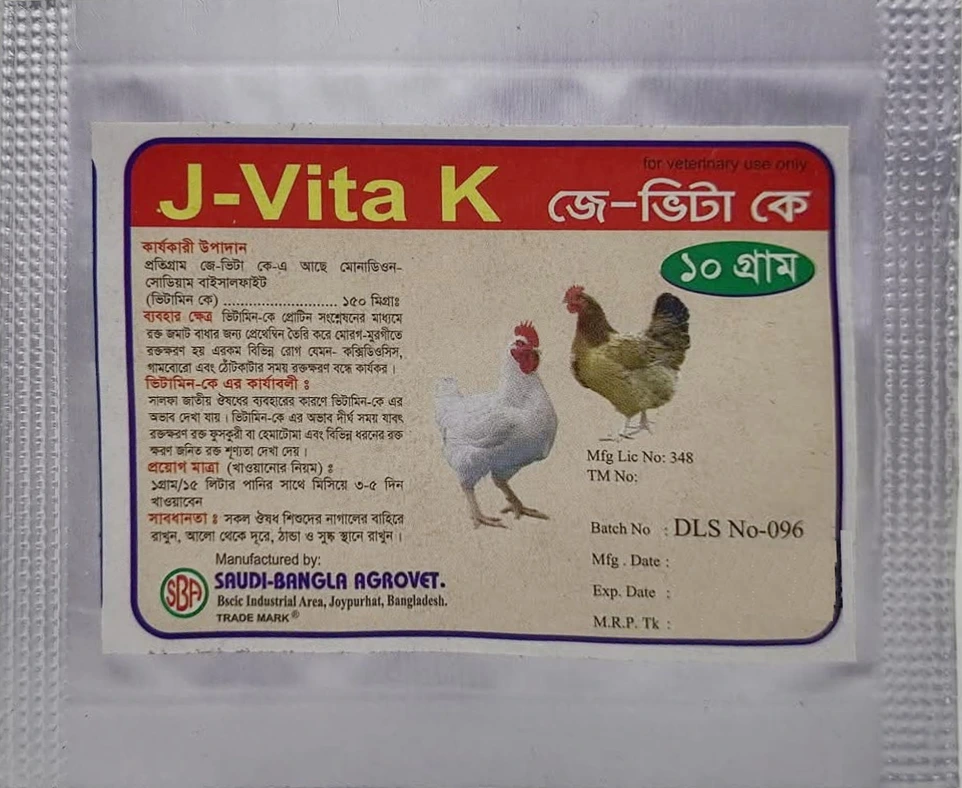 for veterinary use only
J-Vita K জে-ভিটা কে
১০ গ্রাম
কার্যকারী উপাদান
প্রতিগ্রাম জে-ভিটা কে-এ আছে মোনাডিওন-
সোডিয়াম বাইসালফাইট
(ভিটামিন কে) .............................. ১৫০ মিগ্রাঃ
ব্যবহার ক্ষেত্র ভিটামিন-কে প্রোটিন সংশ্লেষনের মাধ্যমে
রক্ত জমাট বাধার জন্য প্রেথেম্বিন তৈরি করে মোরগ-মুরগীতে
রক্তক্ষরণ হয় এরকম বিভিন্ন রোগ যেমন- কক্সিডিওসিস,
গামবোরো এবং ঠোঁটকাটার সময় রক্তক্ষরণ বন্ধে কার্যকর।
ভিটামিন-কে এর কার্যাবলী ঃ
সালফা জাতীয় ঔষধের ব্যবহারের কারণে ভিটামিন-কে এর
অভাব দেখা যায়। ভিটামিন-কে এর অভাব দীর্ঘ সময় যাবৎ
রক্তক্ষরণ রক্ত ফুসকুরী বা হেমাটোমা এবং বিভিন্ন ধরনের রক্ত
ক্ষরণ জনিত রক্ত শূণ্যতা দেখা দেয়।
প্রয়োগ মাত্রা (খাওয়ানোর নিয়ম) ঃ
১গ্রাম/১৫ লিটার পানির সাথে মিসিয়ে ৩-৫ দিন
খাওয়াবেন
সাবধানতা ঃ সকল ঔষধ শিশুদের নাগালের বাহিরে
রাখুন, আলো থেকে দূরে, ঠান্ডা ও সুষ্ক স্থানে রাখুন।
Manufactured by:
SBA SAUDI-BANGLA AGROVET.
Bscic Industrial Area, Joypurhat, Bangladesh.
TRADE MARK ®
Mfg Lic No: 348
TM No:
Batch No : DLS No-096
Mfg . Date :
Exp. Date :
M.R.P. Tk :